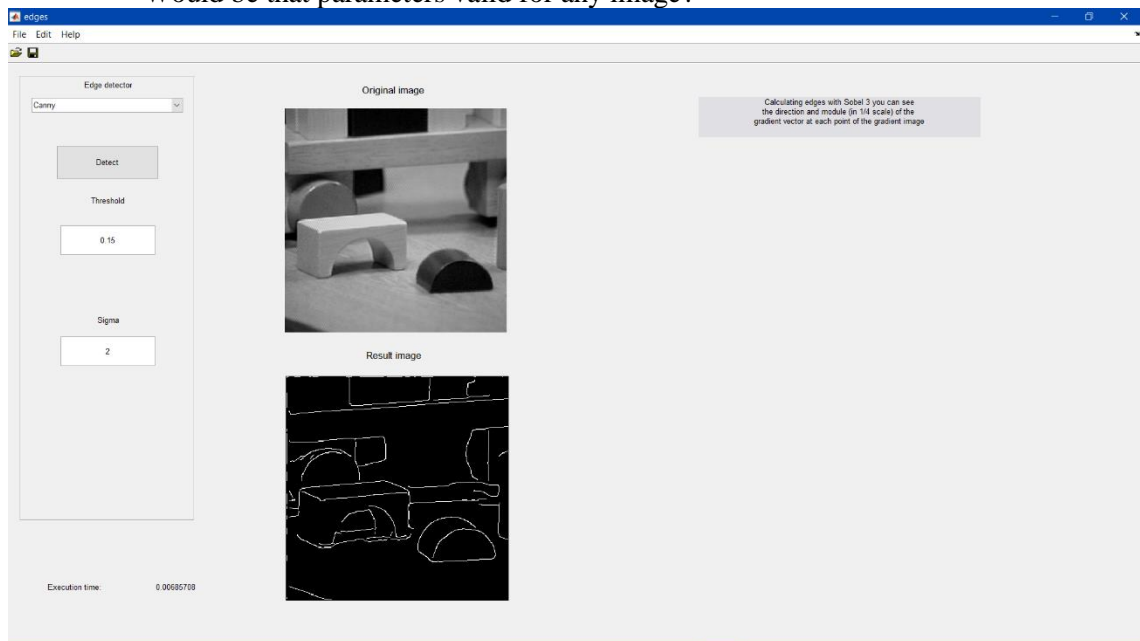 would be that parameters valid for any image?
edges
File Edit Help
Edge detector
Canny
Detect
Threshold
0.15
Sigma
2
Execution time: 0.00685708
Original image
Result image
Calculating edges with Sobel 3 you can see
the direction and module (in 1/4 scale) of the
gradient vector at each point of the gradient image